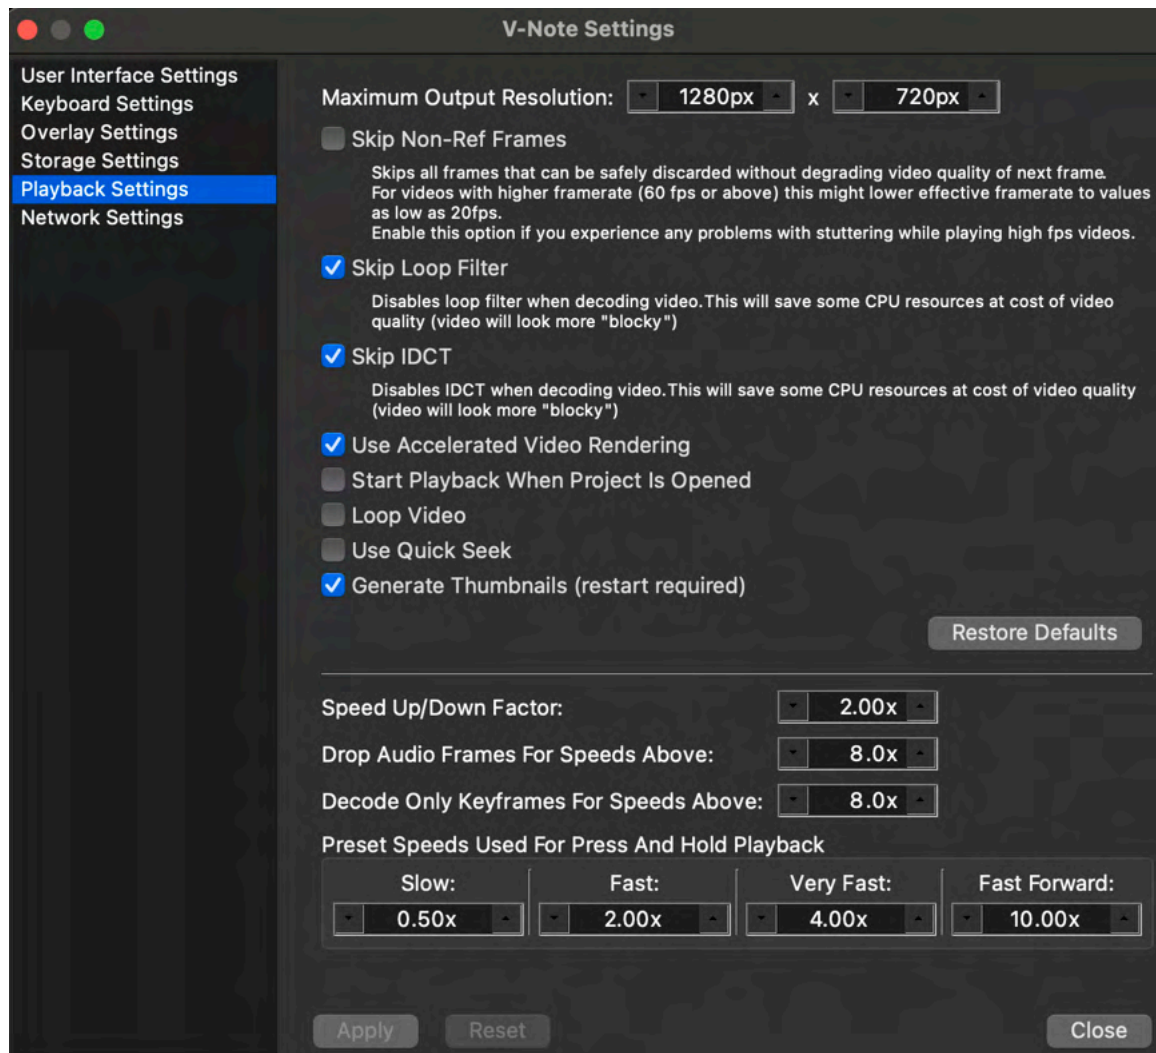 V-Note Settings
User Interface Settings
Keyboard Settings
Overlay Settings
Storage Settings
Playback Settings
Network Settings
Maximum Output Resolution: 1280px x 720px
Skip Non-Ref Frames
Skips all frames that can be safely discarded without degrading video quality of next frame.
For videos with higher framerate (60 fps or above) this might lower effective framerate to values
as low as 20fps.
Enable this option if you experience any problems with stuttering while playing high fps videos.
Skip Loop Filter
Disables loop filter when decoding video.This will save some CPU resources at cost of video
quality (video will look more "blocky")
Skip IDCT
Disables IDCT when decoding video.This will save some CPU resources at cost of video quality
(video will look more "blocky")
Use Accelerated Video Rendering
Start Playback When Project Is Opened
Loop Video
Use Quick Seek
Generate Thumbnails (restart required)
Restore Defaults
Speed Up/Down Factor: 2.00x
Drop Audio Frames For Speeds Above: 8.0x
Decode Only Keyframes For Speeds Above: 8.0x
Preset Speeds Used For Press And Hold Playback
Slow: Fast: Very Fast: Fast Forward:
0.50x 2.00x 4.00x 10.00x
Apply Reset Close